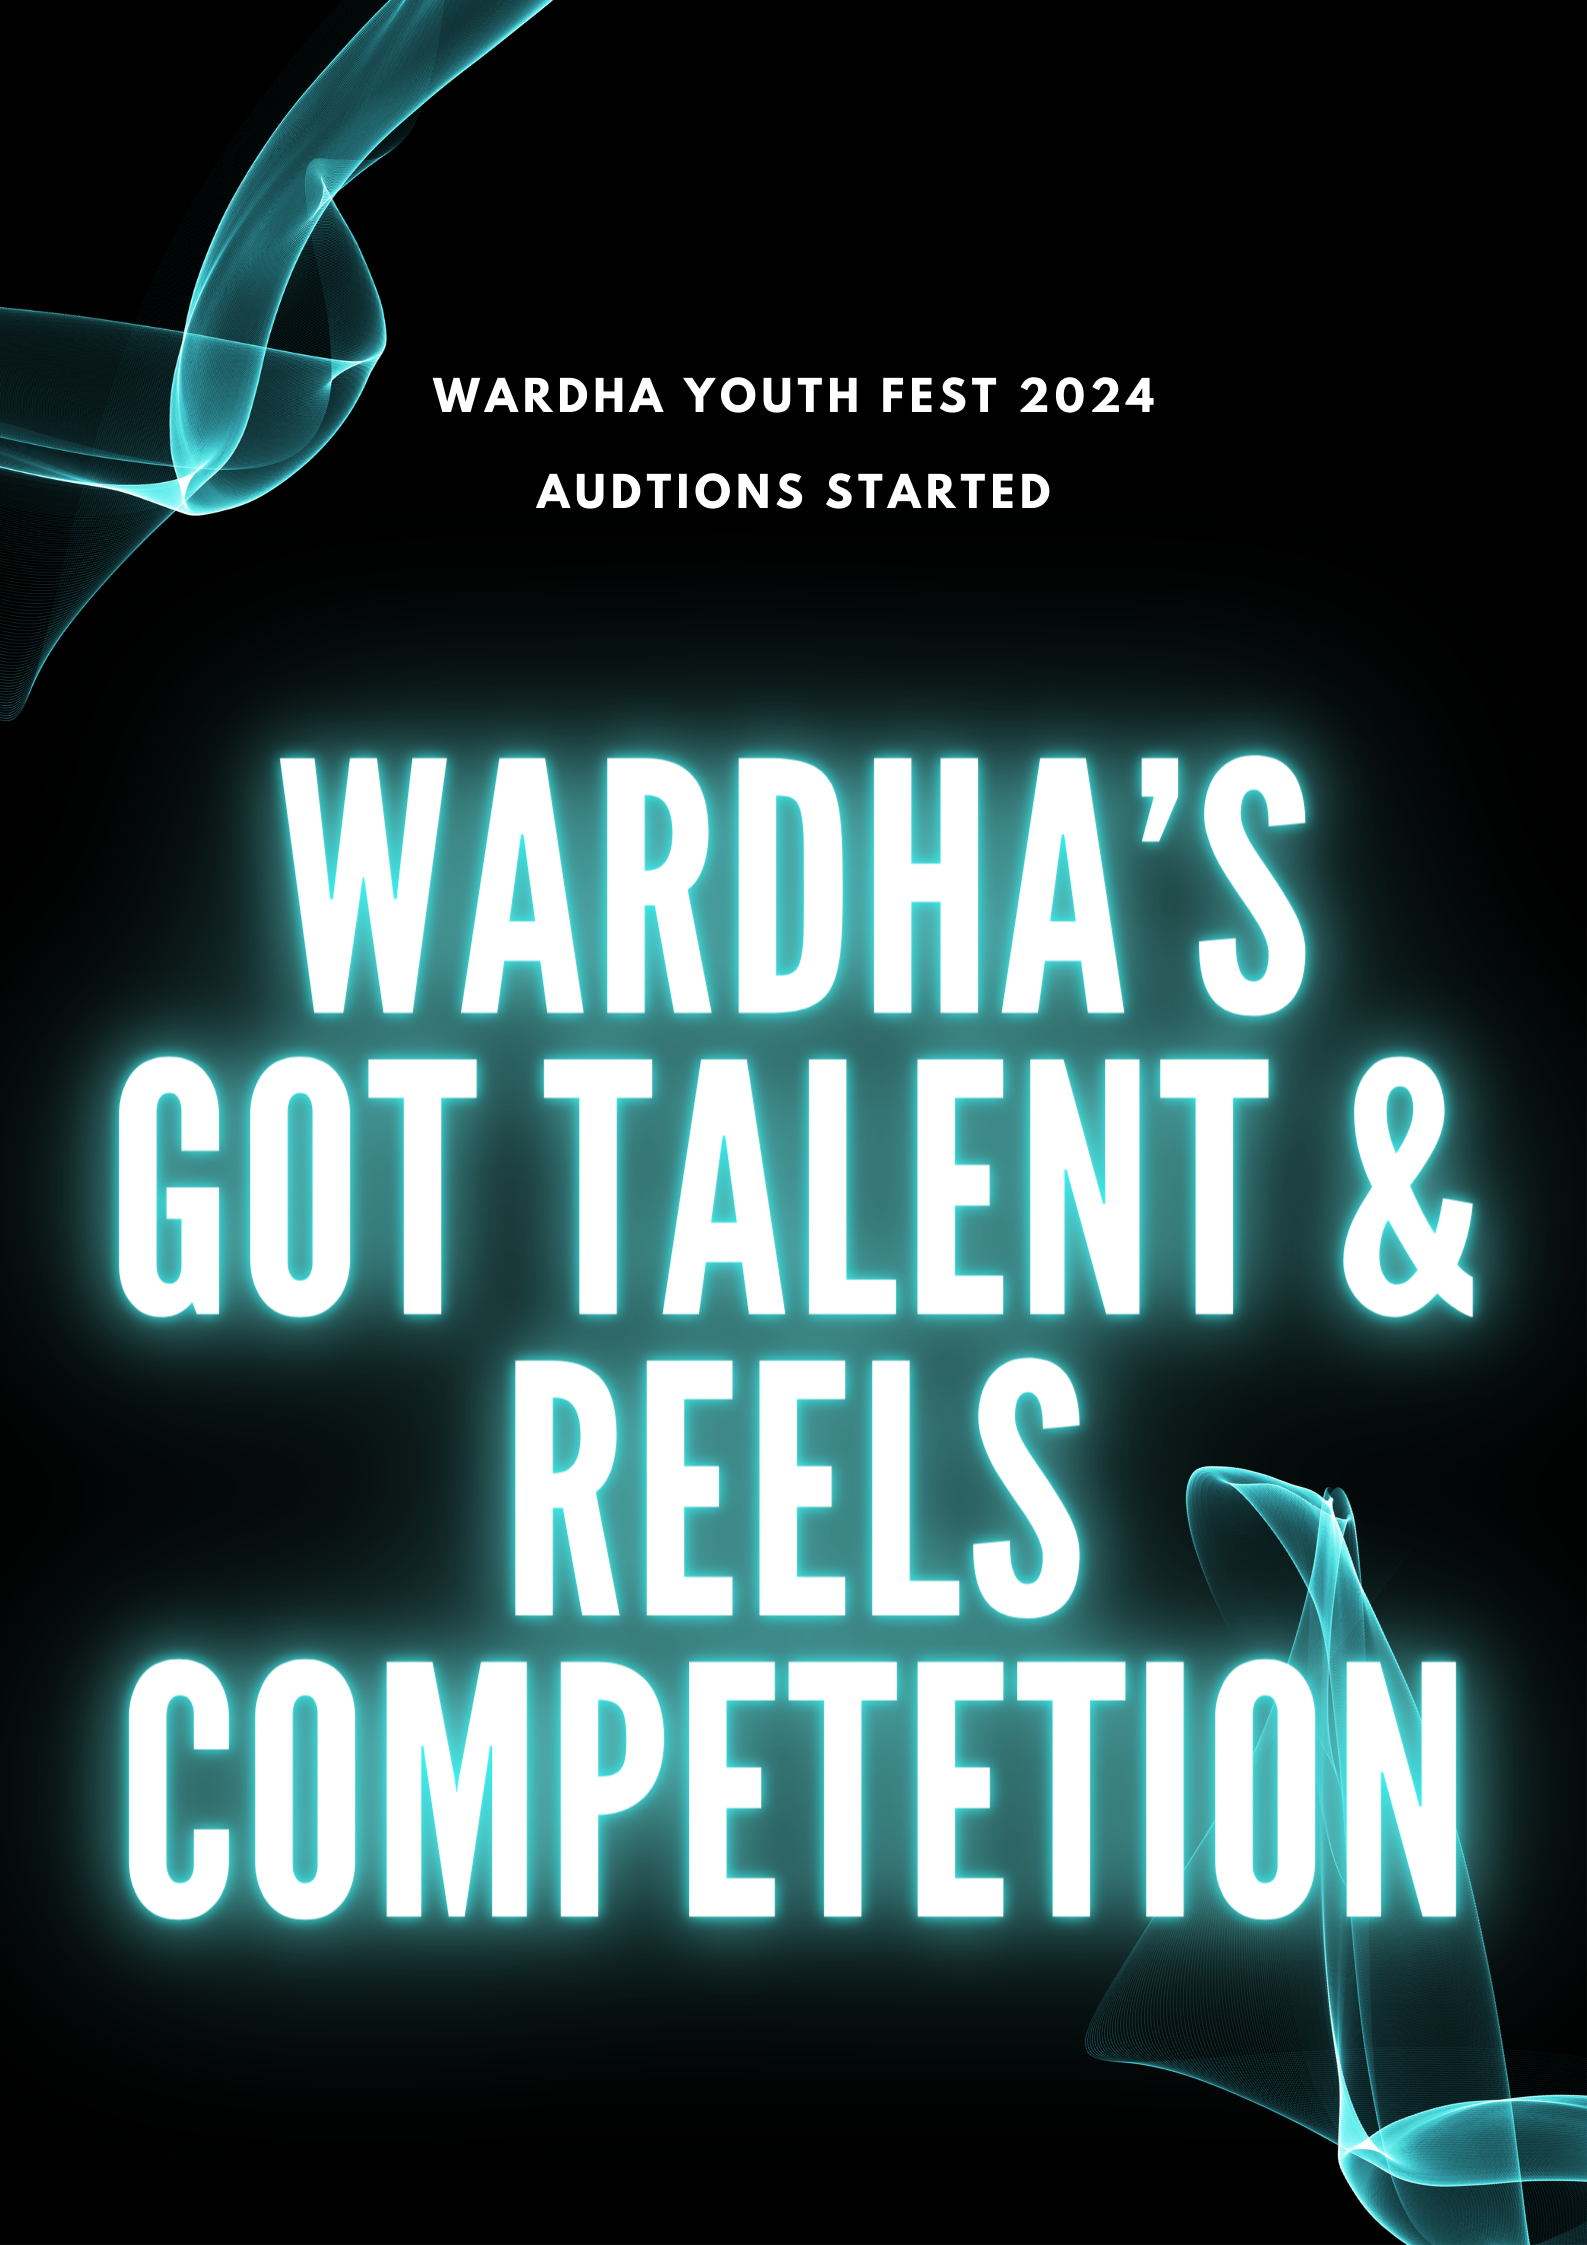 WARDHA YOUTH FEST 2024
AUDTIONS STARTED
WARDHA’S
GOT TALENT &
REELS
COMPETETION